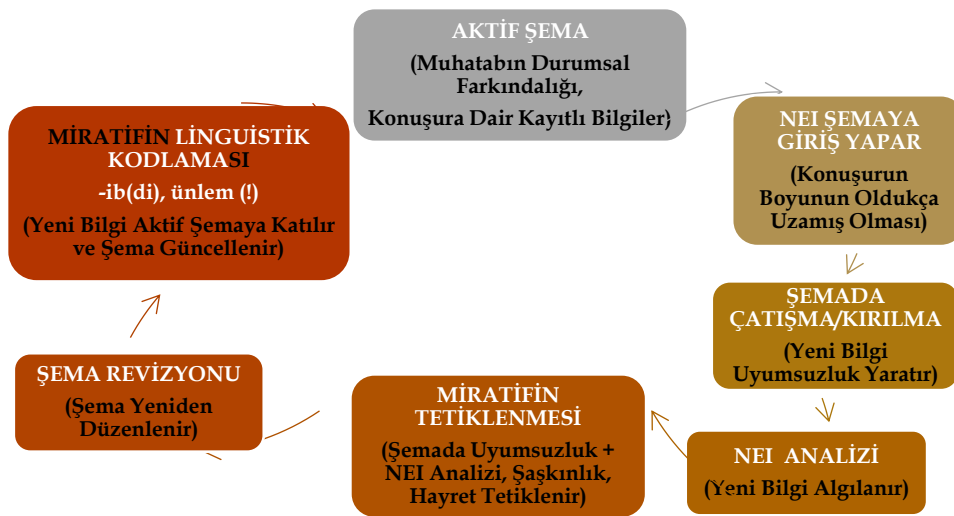 AKTİF ŞEMA
(Muhatabın Durumsal
Farkındalığı,
Konuşura Dair Kayıtlı Bilgiler)
NEI ŞEMAYA
GİRİŞ YAPAR
(Konuşurun
Boyunun Oldukça
Uzamış Olması)
ŞEMADA
ÇATIŞMA/KIRILMA
(Yeni Bilgi
Uyumsuzluk Yaratır)
NEI ANALİZİ
(Yeni Bilgi Algılanır)
MİRATİFİN
TETİKLENMESİ
(Şemada Uyumsuzluk +
NEI Analizi, Şaşkınlık,
Hayret Tetiklenir)
ŞEMA REVİZYONU
(Şema Yeniden
Düzenlenir)
MİRATİFİN LİNGUİSTİK
KODLAMASI
-ib(di), ünlem (!)
(Yeni Bilgi Aktif Şemaya Katılır
ve Şema Güncellenir)